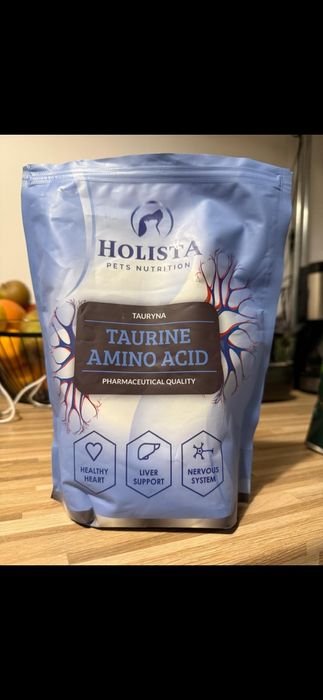 HOLISTA
PETS NUTRITION
TAURYNA
TAURINE
AMINO ACID
PHARMACEUTICAL QUALITY
HEALTHY
HEART
LIVER
SUPPORT
NERVOUS
SYSTEM